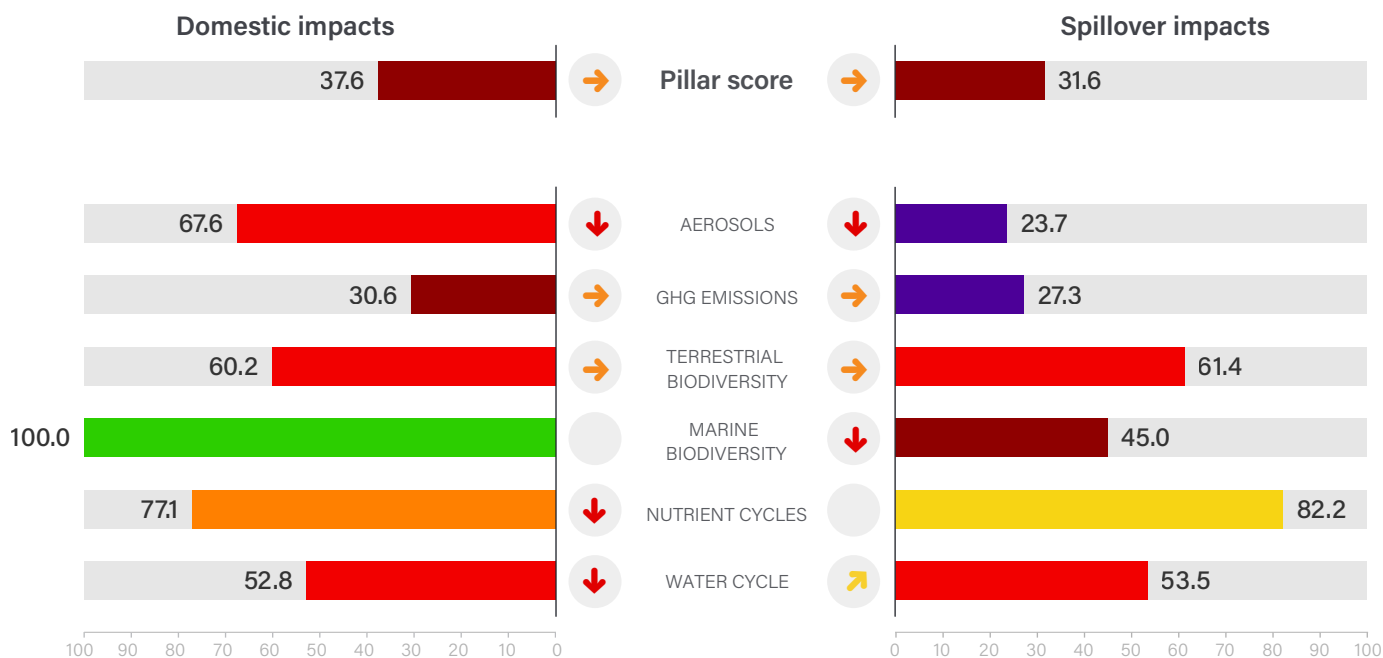 Domestic impacts
Spillover impacts
37.6
Pillar score
31.6
67.6
AEROSOLS
23.7
30.6
GHG EMISSIONS
27.3
60.2
TERRESTRIAL
BIODIVERSITY
61.4
100.0
MARINE
BIODIVERSITY
45.0
77.1
NUTRIENT CYCLES
82.2
52.8
WATER CYCLE
53.5
100 90 80 70 60 50 40 30 20 10 0
0 10 20 30 40 50 60 70 80 90 100